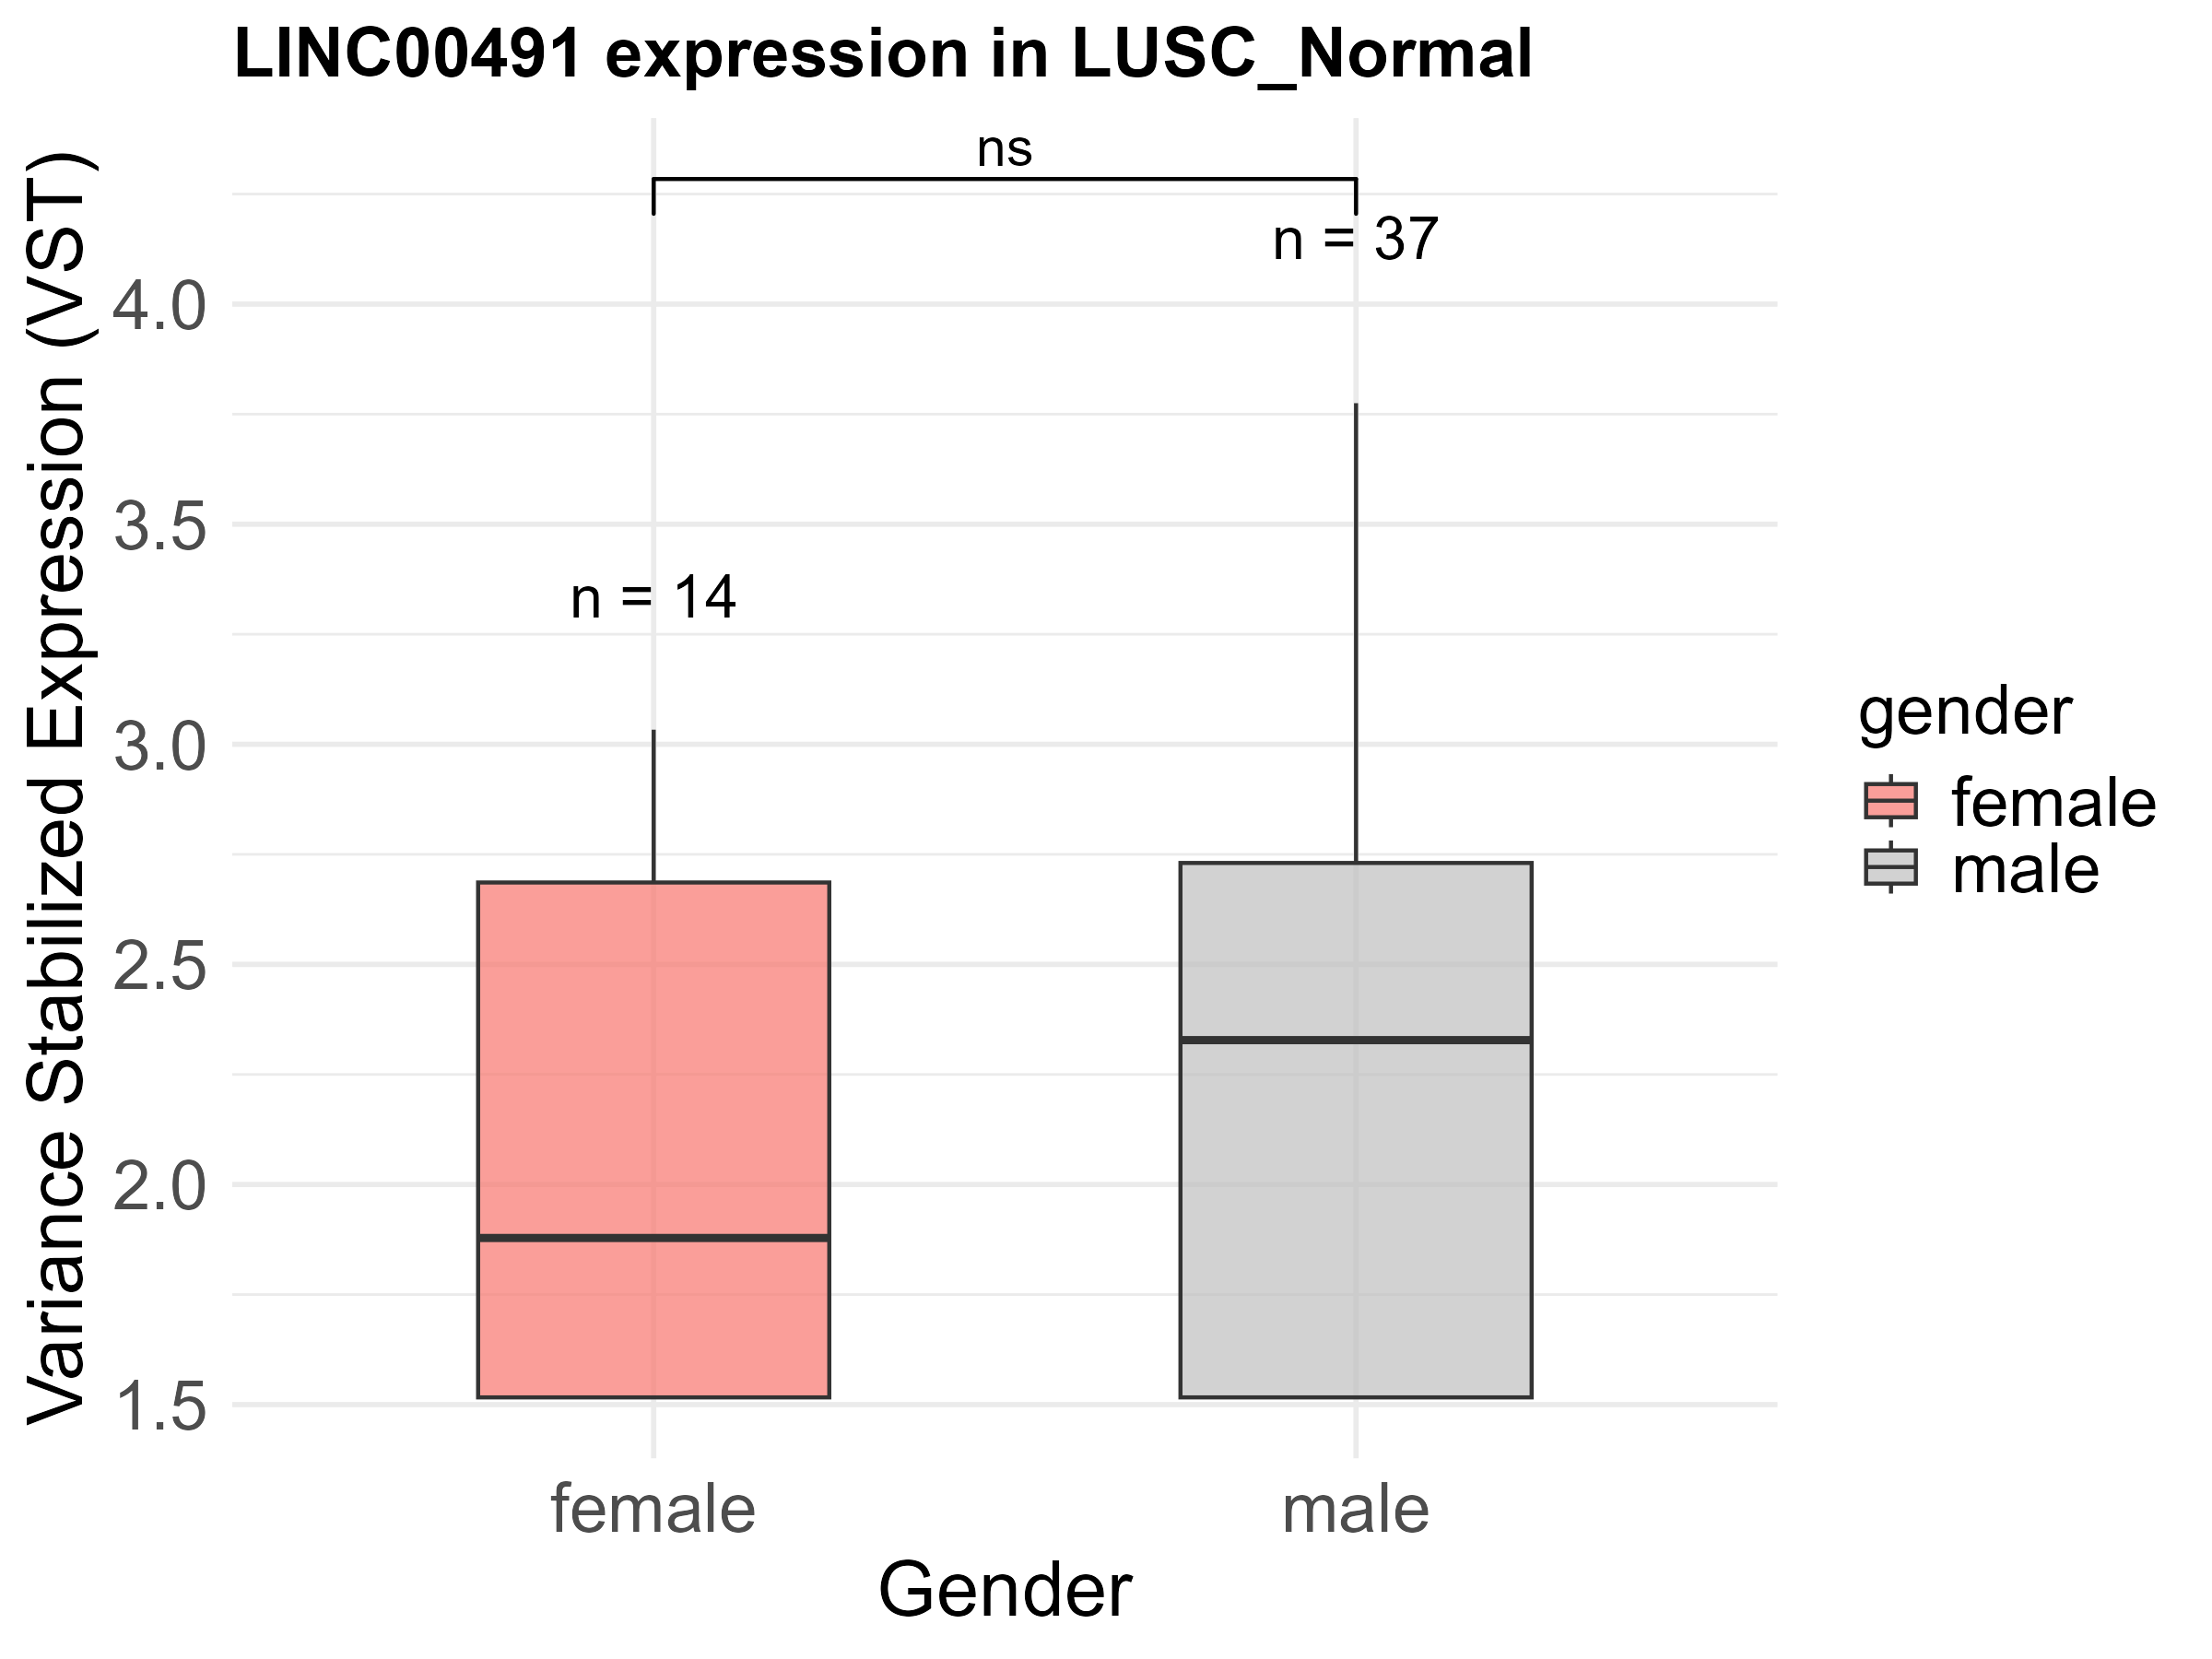 LINC00491 expression in LUSC_Normal
Variance Stabilized Expression (VST)
ns
n = 37
n = 14
4.0
3.5
3.0
2.5
2.0
1.5
female
male
Gender
gender
female
male